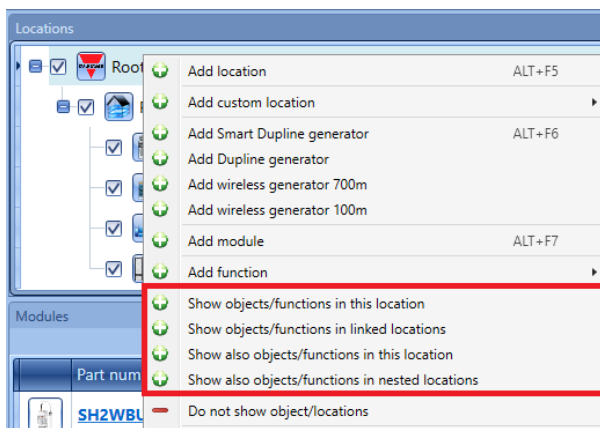 Locations
Root
Add location ALT+F5
Add custom location
Add Smart Dupline generator ALT+F6
Add Dupline generator
Add wireless generator 700m
Add wireless generator 100m
Add module ALT+F7
Add function
Show objects/functions in this location
Modules
Show objects/functions in linked locations
Show also objects/functions in this location
Part num
Show also objects/functions in nested locations
SH2WBU
Do not show object/locations